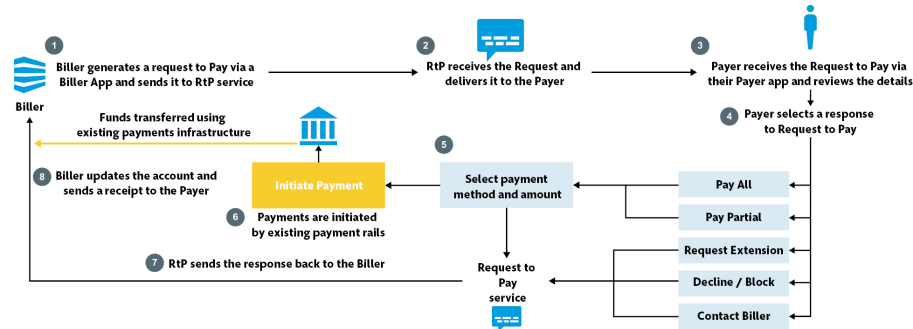 1
Biller generates a request to Pay via a
Biller App and sends it to RtP service
Biller
2
RtP receives the Request and
delivers it to the Payer
3
Payer receives the Request to Pay via
their Payer app and reviews the details
4
Payer selects a response
to Request to Pay
Funds transferred using
existing payments infrastructure
5
Select payment
method and amount
Pay All
Pay Partial
Request Extension
Decline / Block
Contact Biller
Initiate Payment
6
Payments are initiated
by existing payment rails
Request to
Pay
service
7
RtP sends the response back to the Biller
8
Biller updates the account and
sends a receipt to the Payer